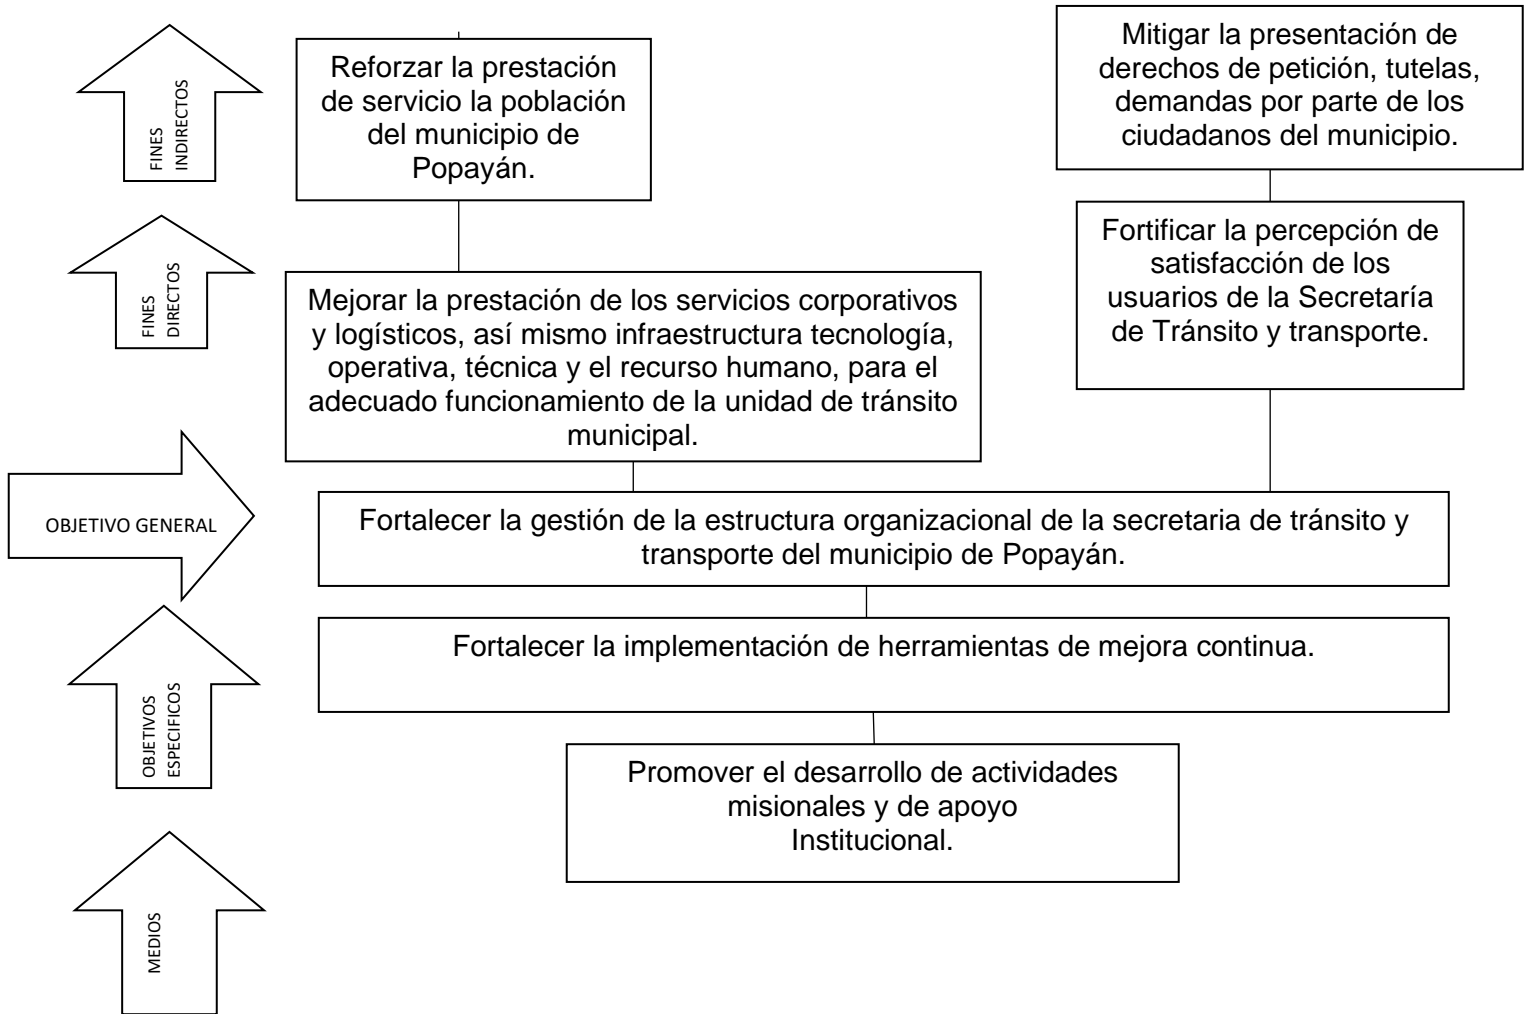 FINES
INDIRECTOS
Reforzar la prestación
de servicio la población
del municipio de
Popayán.
Mitigar la presentación de
derechos de petición, tutelas,
demandas por parte de los
ciudadanos del municipio.
FINES
DIRECTOS
Mejorar la prestación de los servicios corporativos
y logísticos, así mismo infraestructura tecnología,
operativa, técnica y el recurso humano, para el
adecuado funcionamiento de la unidad de tránsito
municipal.
Fortificar la percepción de
satisfacción de los
usuarios de la Secretaría
de Tránsito y transporte.
OBJETIVO GENERAL
Fortalecer la gestión de la estructura organizacional de la secretaria de tránsito y
transporte del municipio de Popayán.
OBJETIVOS
ESPECIFICOS
Fortalecer la implementación de herramientas de mejora continua.
Promover el desarrollo de actividades
misionales y de apoyo
Institucional.
MEDIOS